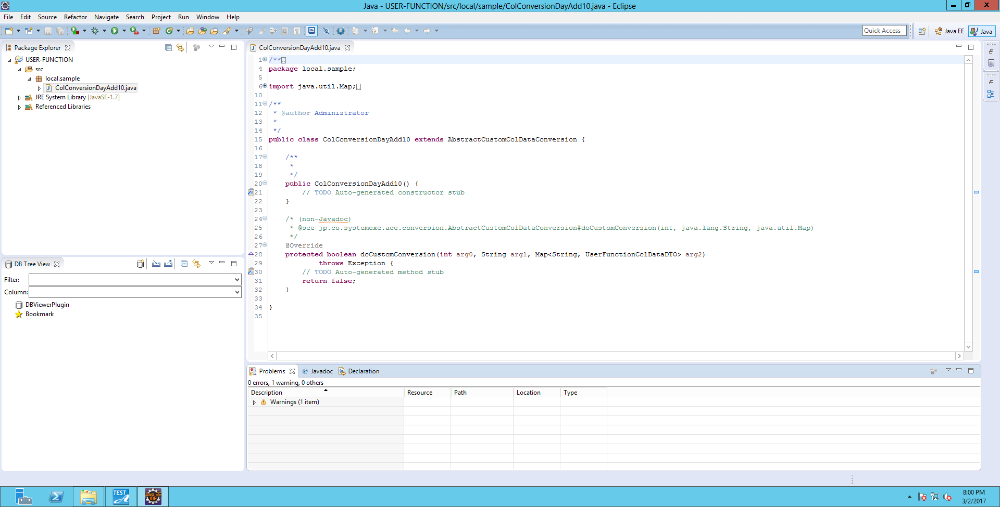 Java - USER-FUNCTION/src/local/sample/ColConversionDayAdd10.java - Eclipse
File Edit Source Refactor Navigate Search Project Run Window Help
Quick Access
Java EE
Java
Package Explorer
USER-FUNCTION
src
local.sample
ColConversionDayAdd10.java
JRE System Library [JavaSE-1.7]
Referenced Libraries
DB Tree View
Filter:
Column:
DBViewerPlugin
Bookmark
ColConversionDayAdd10.java
1 /**
4 package local.sample;
5
6 import java.util.Map;
10
11 /**
12 * @author Administrator
13 *
14 */
15 public class ColConversionDayAdd10 extends AbstractCustomColDataConversion {
16
17 /**
18 *
19 */
20 public ColConversionDayAdd10() {
21 // TODO Auto-generated constructor stub
22 }
23
24 /* (non-Javadoc)
25 * @see jp.co.systemexe.ace.conversion.AbstractCustomColDataConversion#doCustomConversion(int, java.lang.String, java.util.Map)
26 */
27 @Override
28 protected boolean doCustomConversion(int arg0, String arg1, Map<String, UserFunctionColDataDTO> arg2)
29 throws Exception {
30 // TODO Auto-generated method stub
31 return false;
32 }
33
34 }
35
Problems @ Javadoc Declaration
0 errors, 1 warning, 0 others
Description Resource Path Location Type
Warnings (1 item)
TEST
Java EE
IDE
8:00 PM
3/2/2017